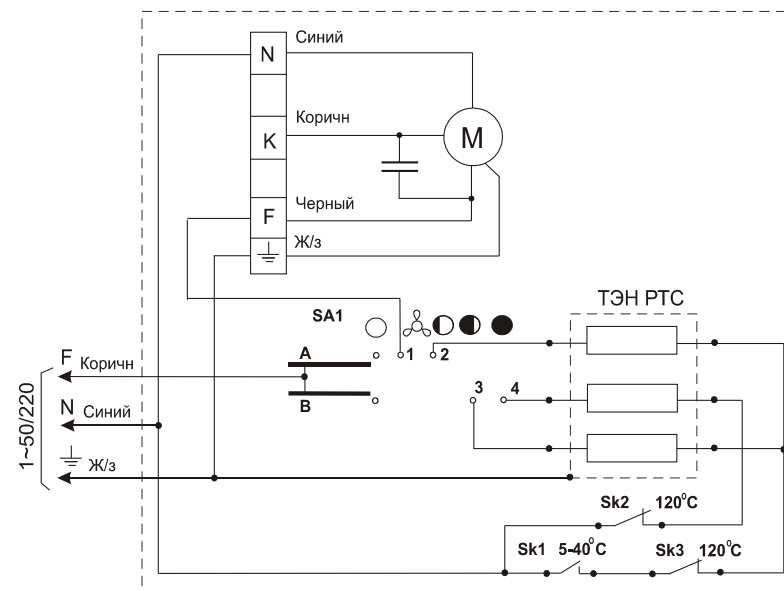 Синий
N
Коричн
K
M
Черный
F
Ж/з
ТЭН РТС
SA1
A
1
2
F
Коричн
3
4
B
N
Синий
1~50/220
Ж/з
Sk2 120°C
Sk1 5-40°C
Sk3 120°C